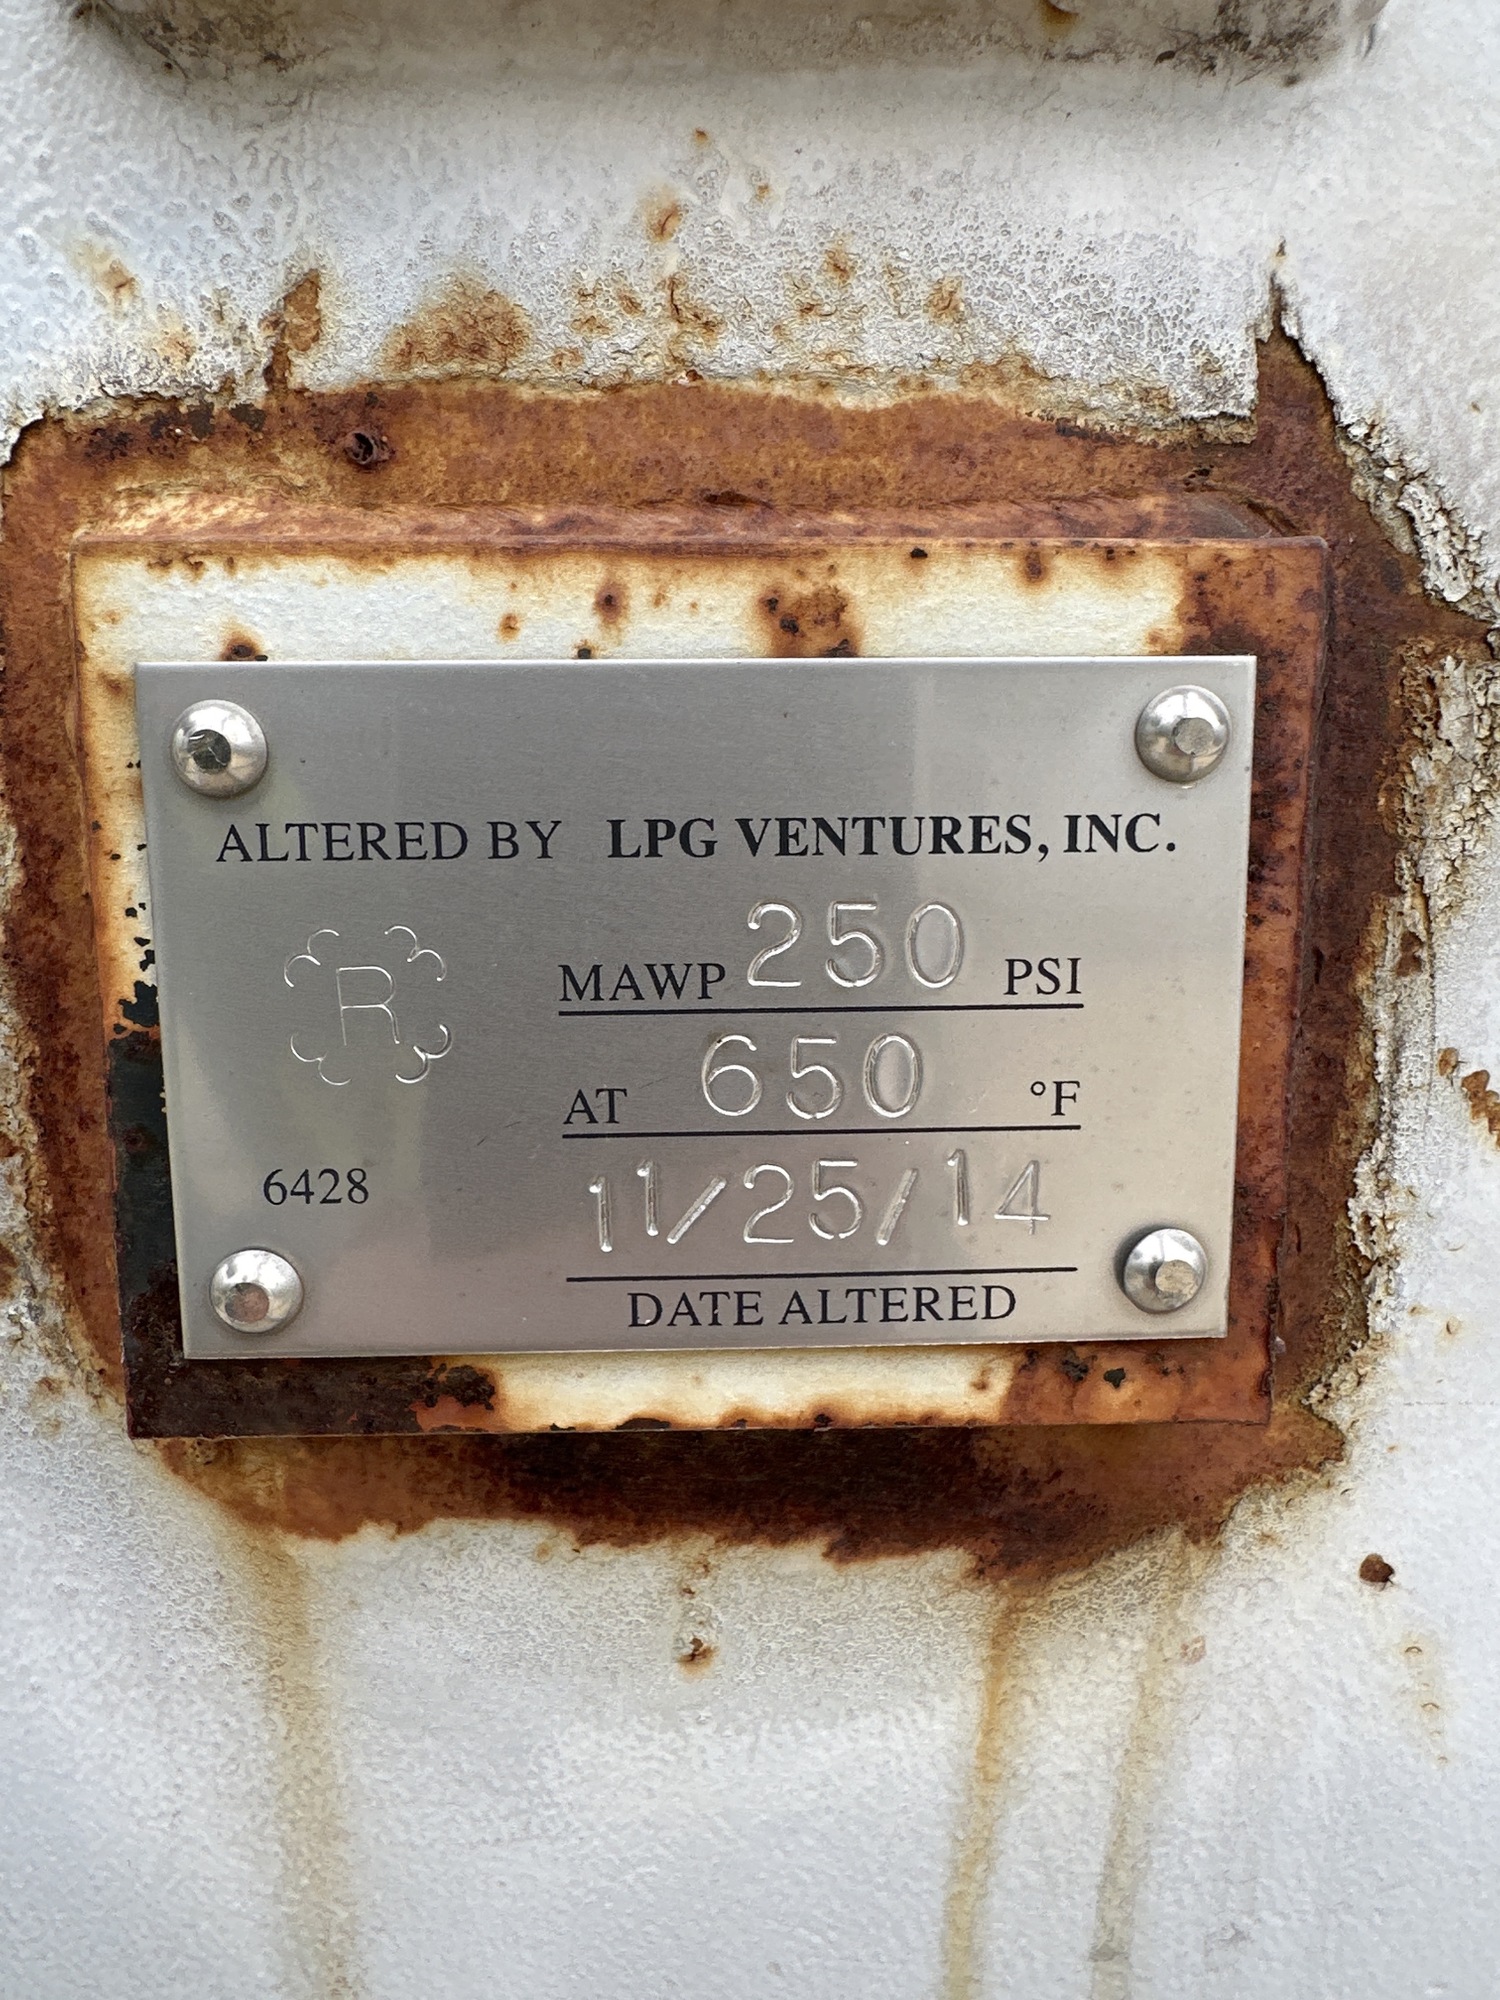 ALTERED BY LPG VENTURES, INC.
R
MAWP 250 PSI
AT 650 °F
6428
11/25/14
DATE ALTERED